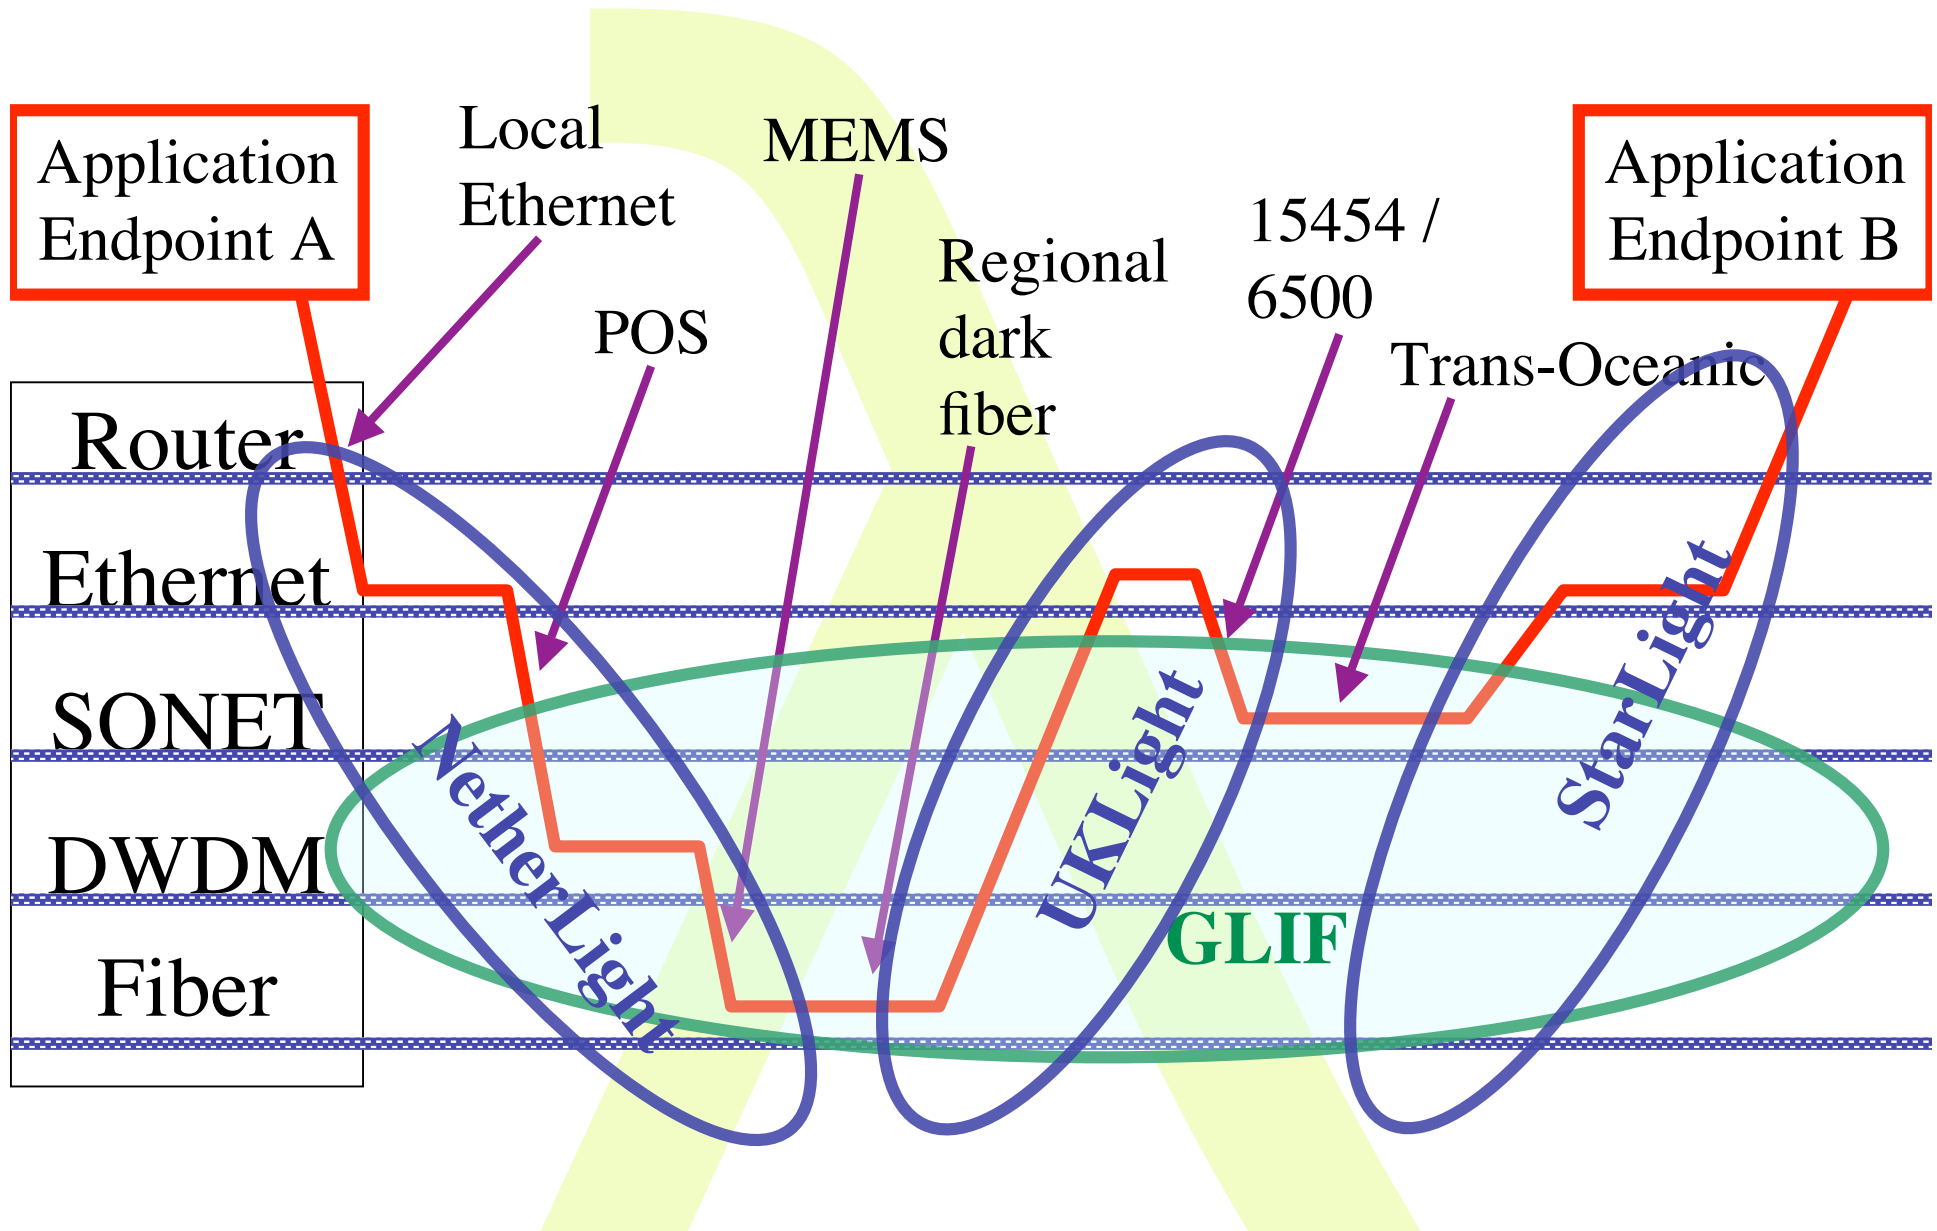 Application
Endpoint A
Local
Ethernet
MEMS
POS
Regional
dark
fiber
15454 /
6500
Trans-Oceanic
Application
Endpoint B
Router
Ethernet
SONET
DWDM
Fiber
NetherLight
UKLight
StarLight
GLIF